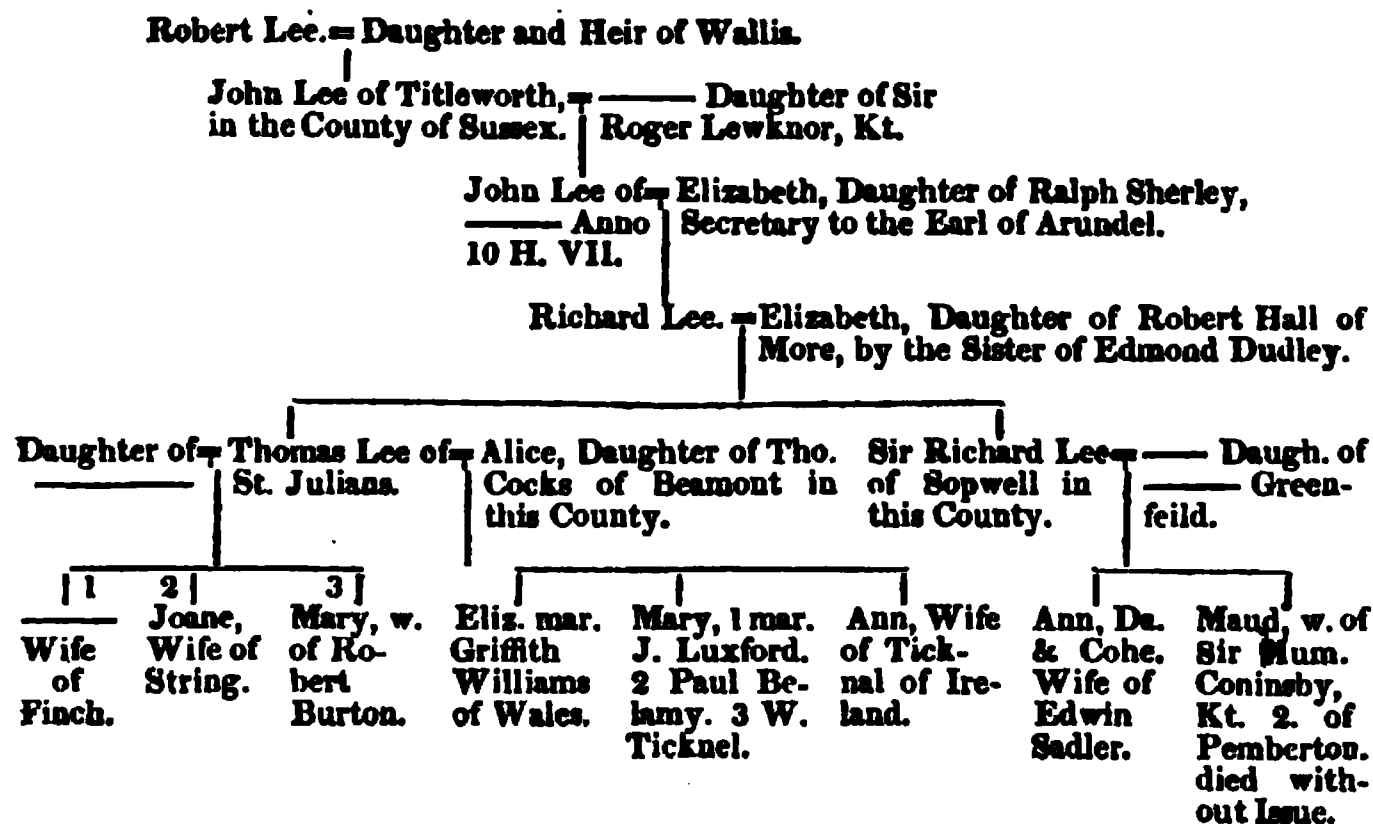 Robert Lee. = Daughter and Heir of Wallis.
John Lee of Titleworth, = ——— Daughter of Sir
in the County of Sussex. Roger Lewknor, Kt.
John Lee of = Elizabeth, Daughter of Ralph Sherley,
——— Anno Secretary to the Earl of Arundel.
10 H. VII.
Richard Lee. = Elizabeth, Daughter of Robert Hall of
More, by the Sister of Edmond Dudley.
Daughter of =
———
Thomas Lee of =
St. Julians.
Alice, Daughter of Tho.
Cocks of Beamont in
this County.
Sir Richard Lee =
of Sopwell in
this County.
——— Daugh. of
——— Green-
feild.
1
———
Wife
of
Finch.
2
Joane,
Wife of
String.
3
Mary, w.
of Ro-
bert
Burton.
Eliz. mar.
Griffith
Williams
of Wales.
Mary, 1 mar.
J. Luxford.
2 Paul Be-
lamy. 3 W.
Ticknel.
Ann, Wife
of Tick-
nal of Ire-
land.
Ann, Da.
& Cohe.
Wife of
Edwin
Sadler.
Maud, w. of
Sir Hum.
Coninsby,
Kt. 2. of
Pemberton.
died with-
out Issue.